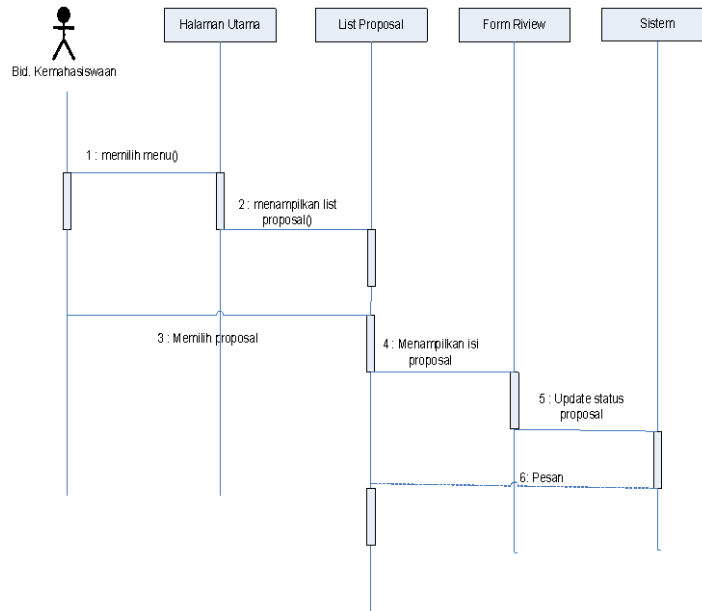 Halaman Utama
List Proposal
Form Riview
Sistem
Bid. Kemahasiswaan
1 : memilih menu()
2 : menampilkan list
proposal()
3 : Memilih proposal
4 : Menampilkan isi
proposal
5 : Update status
proposal
6: Pesan